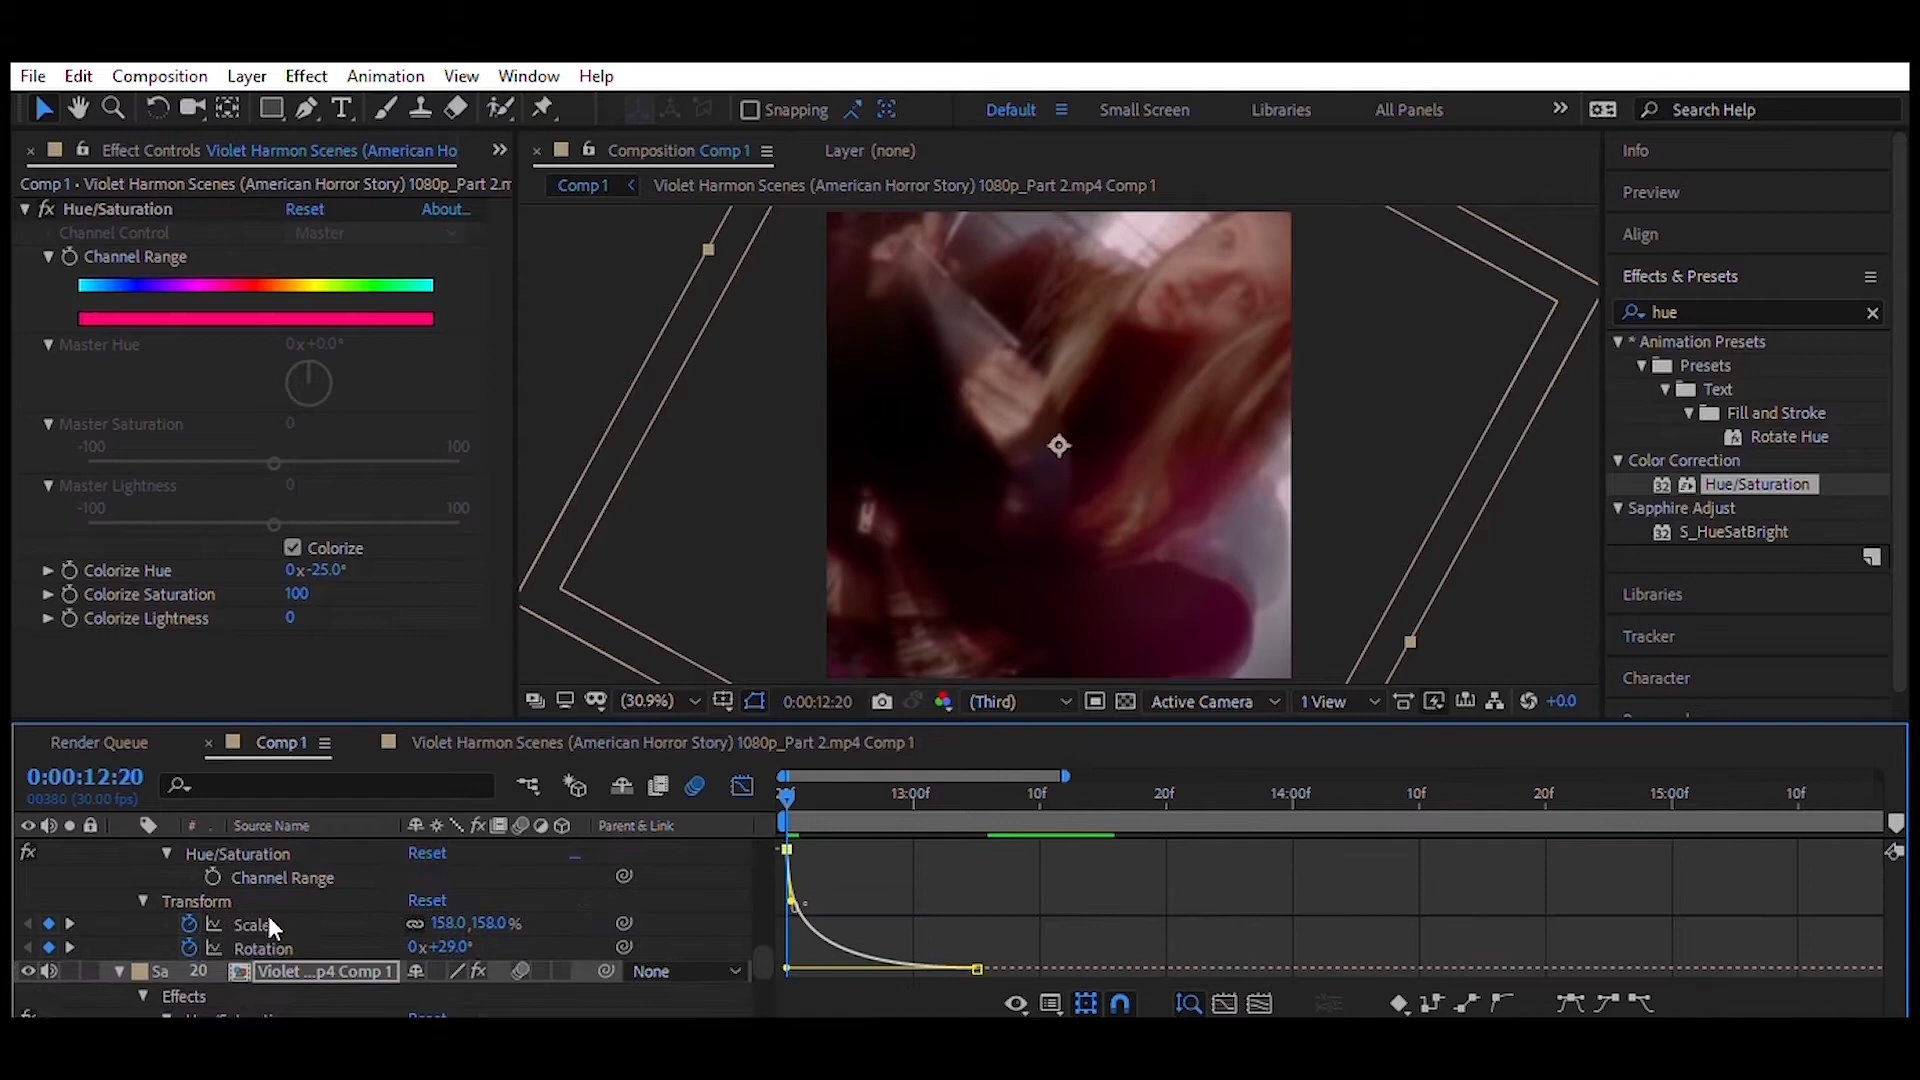 File Edit Composition Layer Effect Animation View Window Help
Snapping Default Small Screen Libraries All Panels Search Help
Effect Controls Violet Harmon Scenes (American Ho
Composition Comp 1
Layer (none)
Info
Comp 1 · Violet Harmon Scenes (American Horror Story) 1080p_Part 2.m
Comp 1 Violet Harmon Scenes (American Horror Story) 1080p_Part 2.mp4 Comp 1
Preview
fx Hue/Saturation Reset About...
Channel Control Master
Align
Channel Range
Effects & Presets
hue
Master Hue 0x+0.0°
* Animation Presets
Presets
Text
Fill and Stroke
Rotate Hue
Master Saturation 0
-100 100
Color Correction
Master Lightness 0
32 Hue/Saturation
-100 100
Sapphire Adjust
32 S_HueSatBright
Colorize
Colorize Hue 0x-25.0°
Colorize Saturation 100
Libraries
Colorize Lightness 0
Tracker
Character
(30.9%) 0:00:12:20 (Third) Active Camera 1 View +0.0
Render Queue Comp 1 Violet Harmon Scenes (American Horror Story) 1080p_Part 2.mp4 Comp 1
0:00:12:20
00380 (30.00 fps)
13:00f 10f 20f 14:00f 10f 20f 15:00f 10f
# . Source Name fx Parent & Link
fx Hue/Saturation Reset
Channel Range
Transform Reset
Scale 158.0,158.0%
Rotation 0x+29.0°
Sa 20 Violet ...p4 Comp 1 fx None
Effects